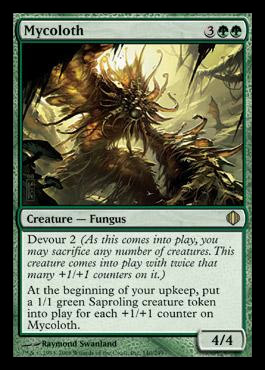 Mycoloth 3
Creature — Fungus
Devour 2 (As this comes into play, you
may sacrifice any number of creatures. This
creature comes into play with twice that
many +1/+1 counters on it.)
At the beginning of your upkeep, put
a 1/1 green Saproling creature token
into play for each +1/+1 counter on
Mycoloth.
Raymond Swanland
4/4